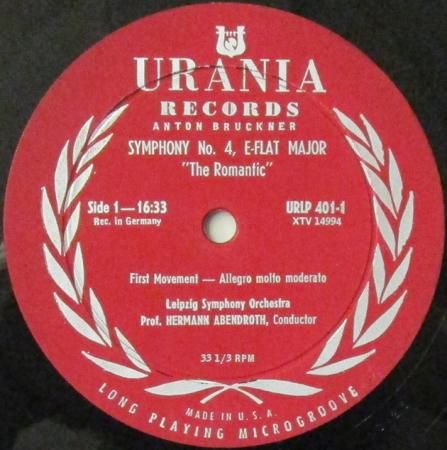 URANIA
RECORDS
ANTON BRUCKNER
SYMPHONY No. 4, E-FLAT MAJOR
"The Romantic"
Side 1—16:33
Rec. in Germany
URLP 401-1
XTV 14994
First Movement — Allegro molto moderato
Leipzig Symphony Orchestra
Prof. HERMANN ABENDROTH, Conductor
33 1/3 RPM
MADE IN U.S.A.
LONG PLAYING MICROGROOVE